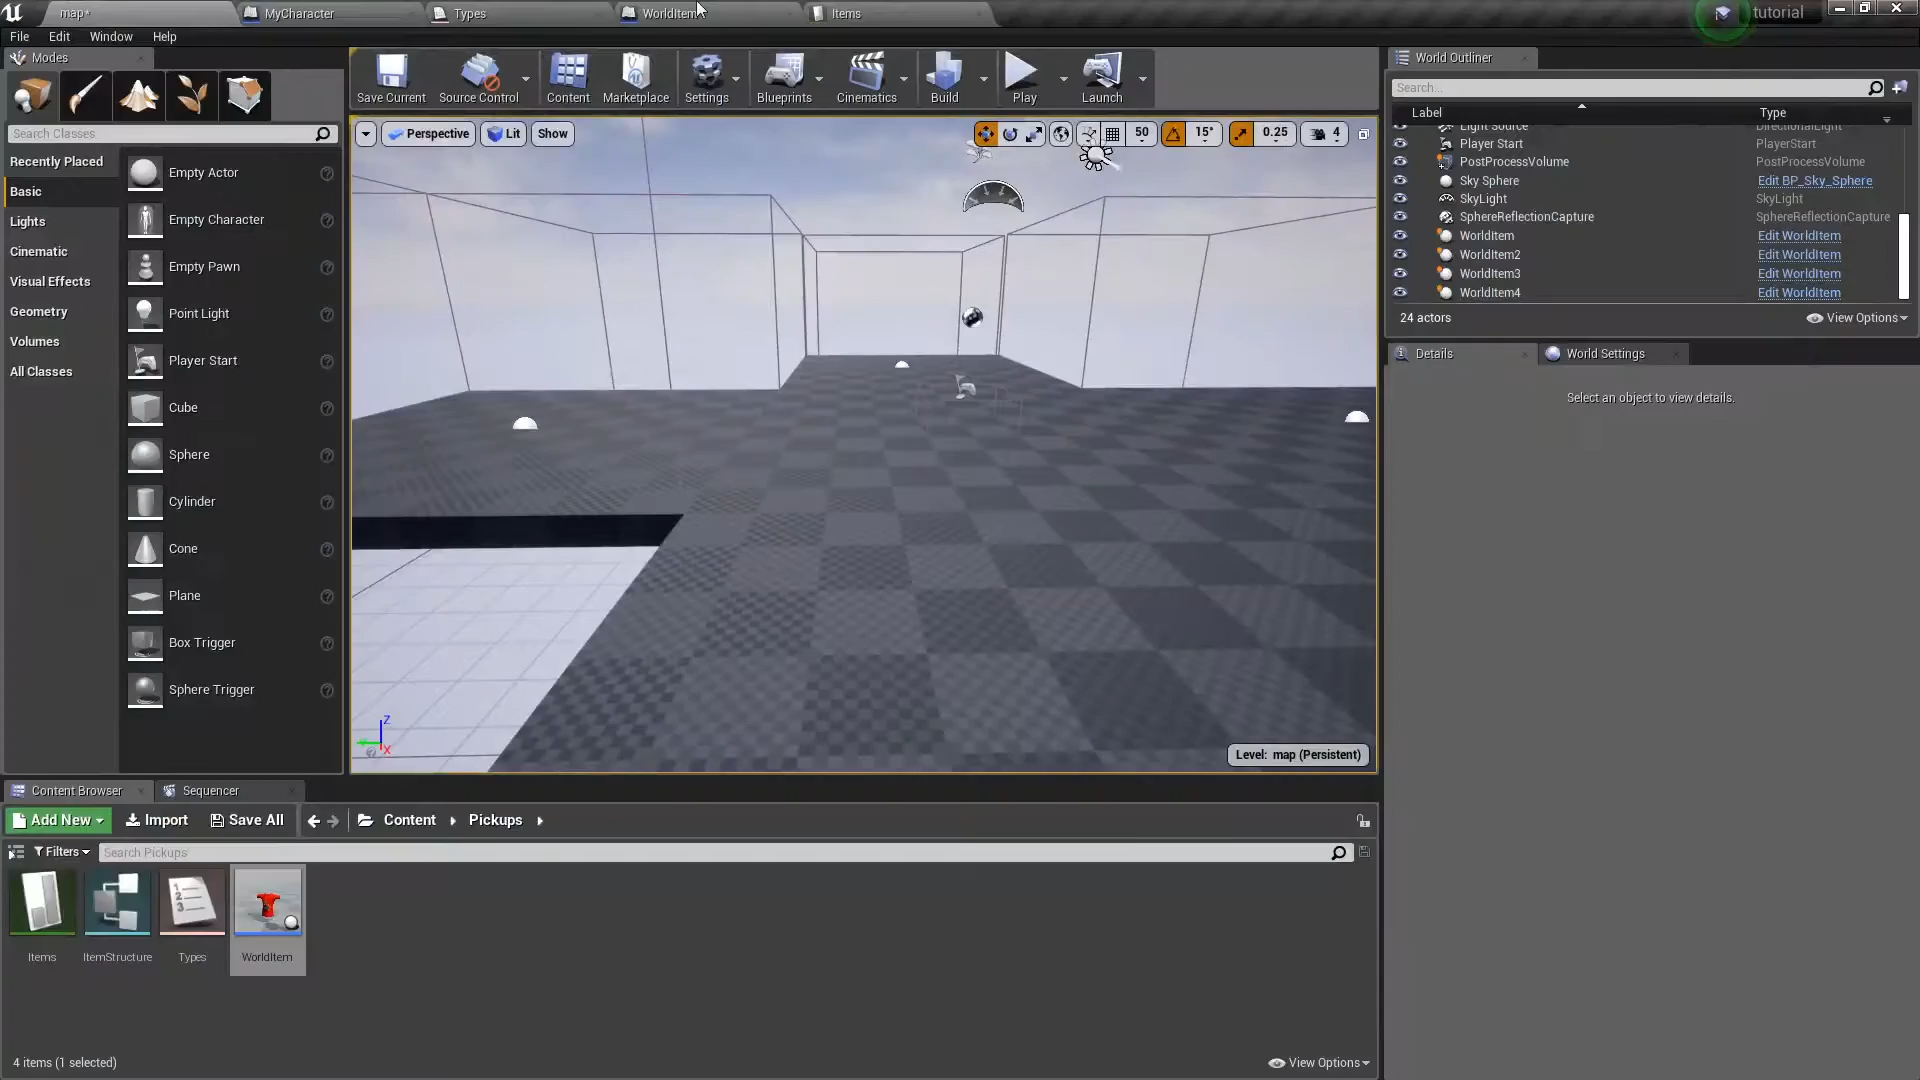 map*
MyCharacter
Types
WorldItem
Items
tutorial
File
Edit
Window
Help
Modes
Save Current
Source Control
Content
Marketplace
Settings
Blueprints
Cinematics
Build
Play
Launch
World Outliner
Search...
Label
Type
Light Source
DirectionalLight
Player Start
PlayerStart
PostProcessVolume
PostProcessVolume
Sky Sphere
Edit BP_Sky_Sphere
SkyLight
SkyLight
SphereReflectionCapture
SphereReflectionCapture
WorldItem
Edit WorldItem
WorldItem2
Edit WorldItem
WorldItem3
Edit WorldItem
WorldItem4
Edit WorldItem
24 actors
View Options
Details
World Settings
Select an object to view details.
Search Classes
Recently Placed
Basic
Lights
Cinematic
Visual Effects
Geometry
Volumes
All Classes
Empty Actor
Empty Character
Empty Pawn
Point Light
Player Start
Cube
Sphere
Cylinder
Cone
Plane
Box Trigger
Sphere Trigger
Perspective
Lit
Show
50
15°
0.25
4
Z
X
Level: map (Persistent)
Content Browser
Sequencer
Add New
Import
Save All
Content
Pickups
Filters
Search Pickups
Items
ItemStructure
Types
WorldItem
4 items (1 selected)
View Options